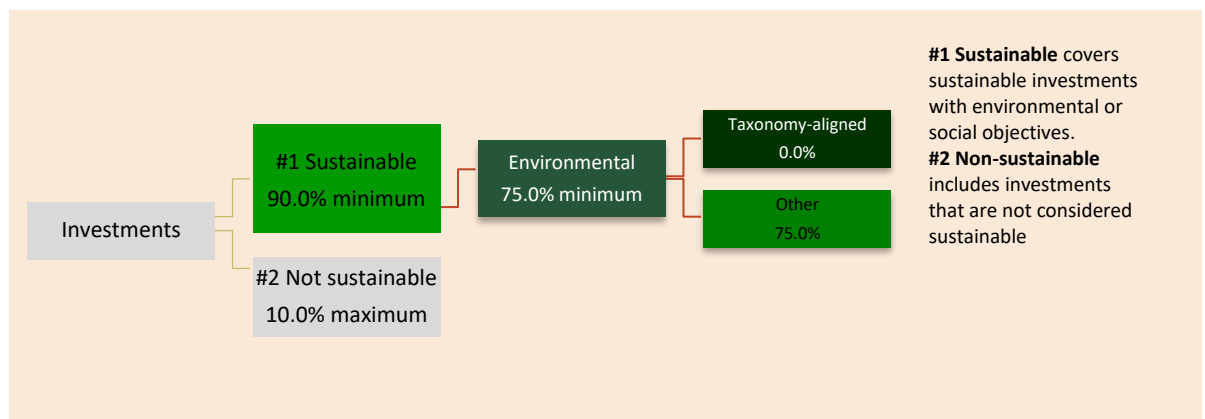 Investments
#1 Sustainable
90.0% minimum
#2 Not sustainable
10.0% maximum
Environmental
75.0% minimum
Taxonomy-aligned
0.0%
Other
75.0%
#1 Sustainable covers
sustainable investments
with environmental or
social objectives.
#2 Non-sustainable
includes investments
that are not considered
sustainable